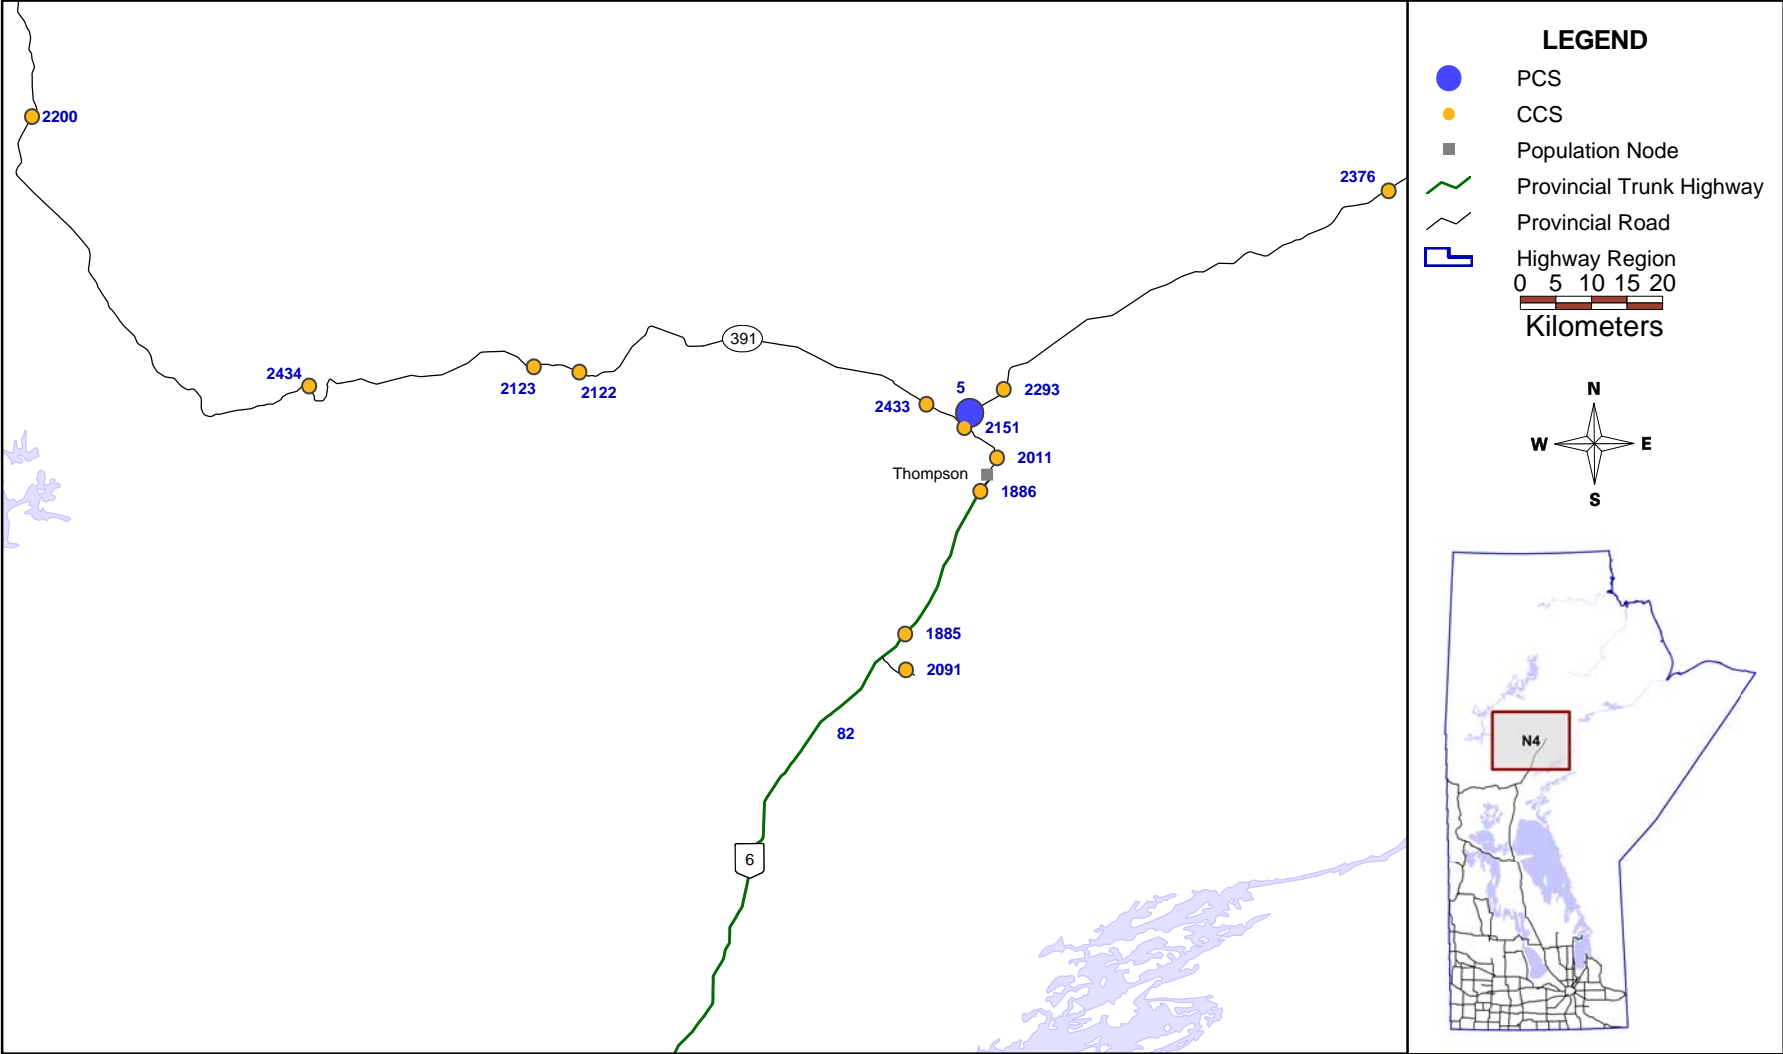 2200
2376
391
2434
2123
2122
5
2293
2433
2151
2011
Thompson
1886
1885
2091
82
6
LEGEND
PCS
CCS
Population Node
Provincial Trunk Highway
Provincial Road
Highway Region
0 5 10 15 20
Kilometers
N
W E
S
N4